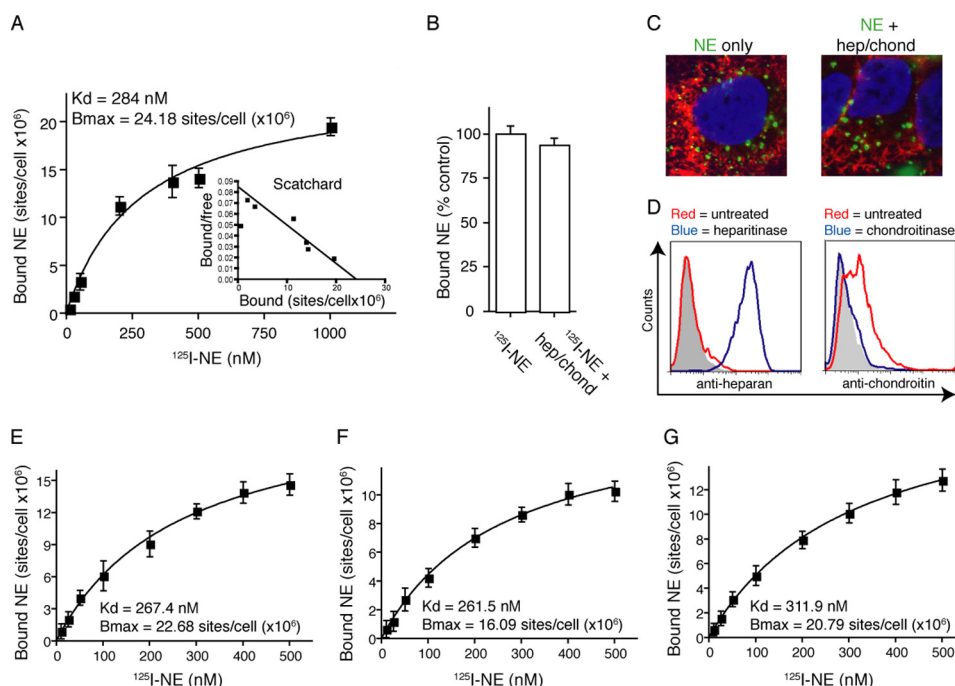 A
Kd = 284 nM
Bmax = 24.18 sites/cell (x10⁶)
Bound NE (sites/cell x10⁶)
20
15
10
5
0
0 250 500 750 1000
¹²⁵I-NE (nM)
Scatchard
Bound/free
0.09
0.08
0.07
0.06
0.05
0.04
0.03
0.02
0.01
0.00
0 10 20 30
Bound (sites/cellx10⁶)
B
Bound NE (% control)
100
75
50
25
0
¹²⁵I-NE
¹²⁵I-NE +
hep/chond
C
NE only
NE +
hep/chond
D
Red = untreated
Blue = heparitinase
Red = untreated
Blue = chondroitinase
Counts
anti-heparan
anti-chondroitin
E
Bound NE (sites/cell x10⁶)
15
12
9
6
3
0
Kd = 267.4 nM
Bmax = 22.68 sites/cell (x10⁶)
0 100 200 300 400 500
¹²⁵I-NE (nM)
F
Bound NE (sites/cell x10⁶)
10
8
6
4
2
0
Kd = 261.5 nM
Bmax = 16.09 sites/cell (x10⁶)
0 100 200 300 400 500
¹²⁵I-NE (nM)
G
Bound NE (sites/cell x10⁶)
12
10
8
6
4
2
0
Kd = 311.9 nM
Bmax = 20.79 sites/cell (x10⁶)
0 100 200 300 400 500
¹²⁵I-NE (nM)